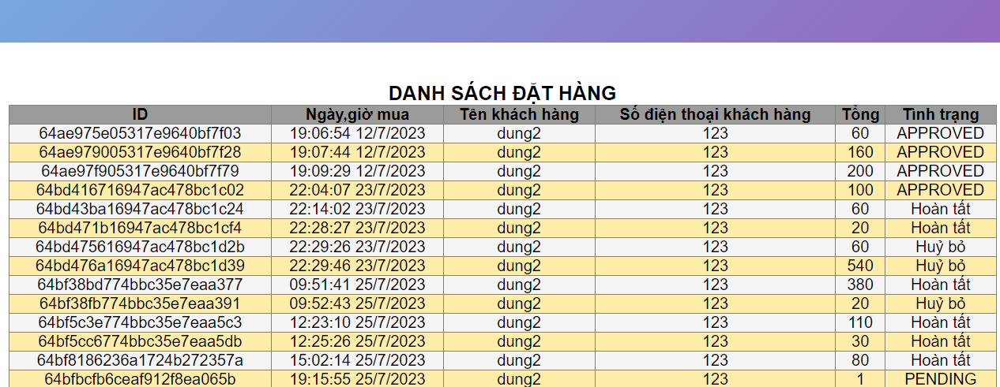 DANH SÁCH ĐẶT HÀNG
ID Ngày,giờ mua Tên khách hàng Số điện thoại khách hàng Tổng Tình trạng
64ae975e05317e9640bf7f03 19:06:54 12/7/2023 dung2 123 60 APPROVED
64ae979005317e9640bf7f28 19:07:44 12/7/2023 dung2 123 160 APPROVED
64ae97f905317e9640bf7f79 19:09:29 12/7/2023 dung2 123 200 APPROVED
64bd416716947ac478bc1c02 22:04:07 23/7/2023 dung2 123 100 APPROVED
64bd43ba16947ac478bc1c24 22:14:02 23/7/2023 dung2 123 60 Hoàn tất
64bd471b16947ac478bc1cf4 22:28:27 23/7/2023 dung2 123 20 Hoàn tất
64bd475616947ac478bc1d2b 22:29:26 23/7/2023 dung2 123 60 Huỷ bỏ
64bd476a16947ac478bc1d39 22:29:46 23/7/2023 dung2 123 540 Huỷ bỏ
64bf38bd774bbc35e7eaa377 09:51:41 25/7/2023 dung2 123 380 Hoàn tất
64bf38fb774bbc35e7eaa391 09:52:43 25/7/2023 dung2 123 20 Huỷ bỏ
64bf5c3e774bbc35e7eaa5c3 12:23:10 25/7/2023 dung2 123 110 Hoàn tất
64bf5cc6774bbc35e7eaa5db 12:25:26 25/7/2023 dung2 123 30 Hoàn tất
64bf8186236a1724b272357a 15:02:14 25/7/2023 dung2 123 80 Hoàn tất
64bfbcfb6ceaf912f8ea065b 19:15:55 25/7/2023 dung2 123 1 PENDING